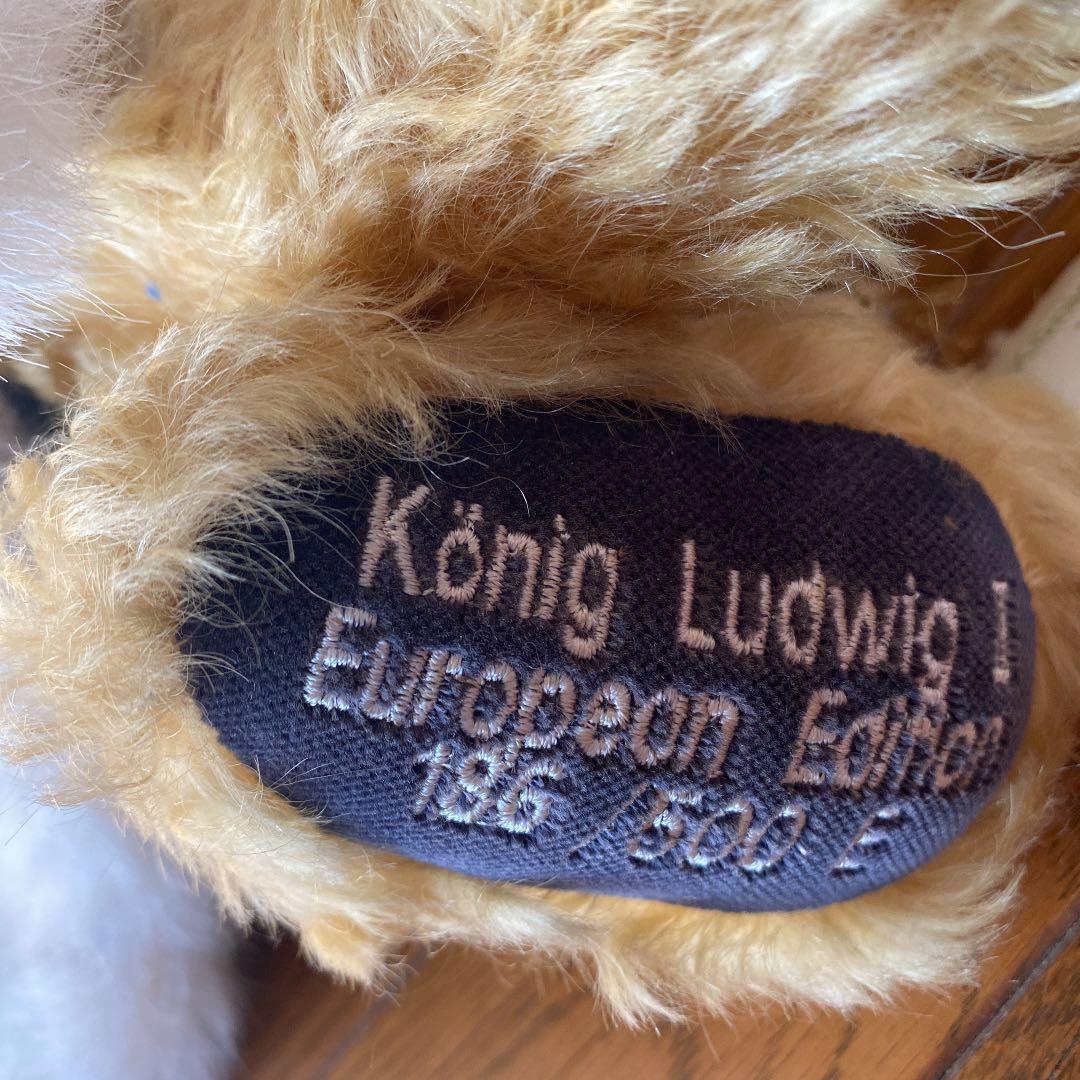 König Ludwig I
European Edition
186 /500 E